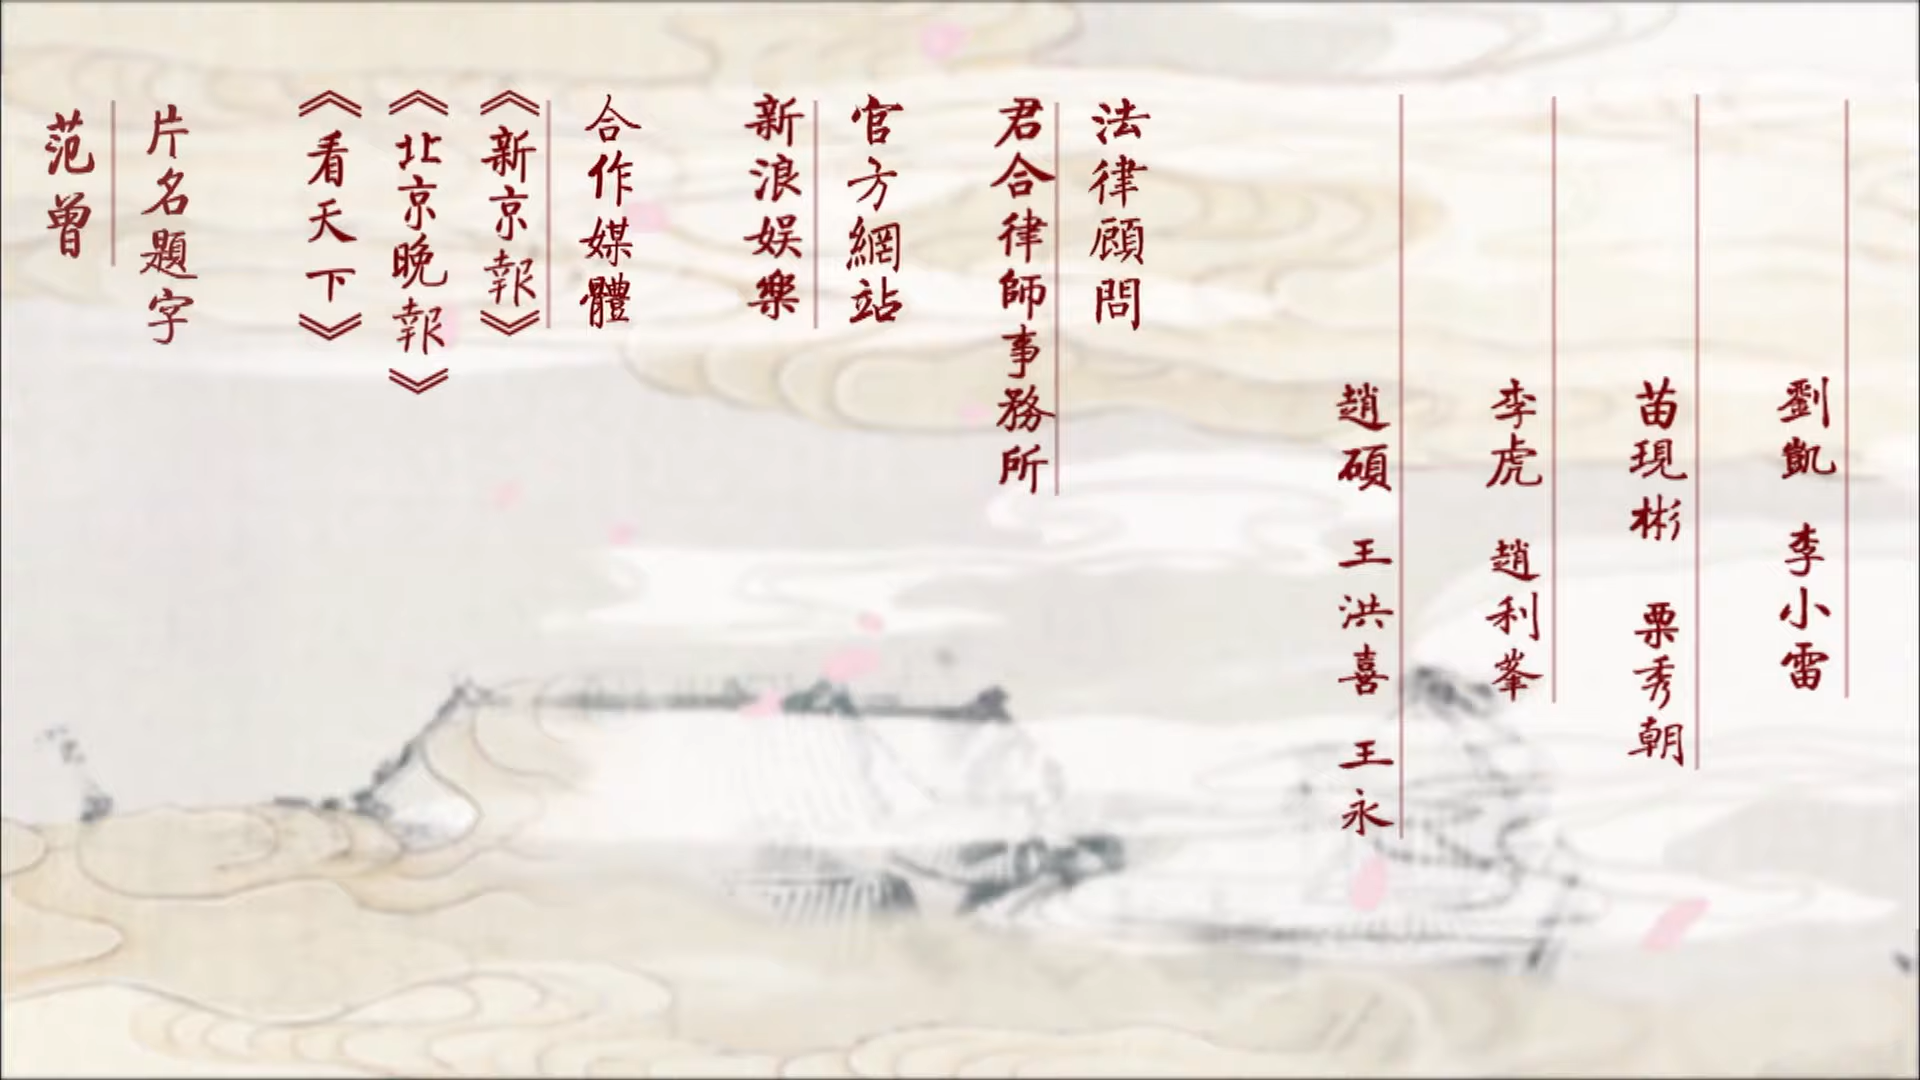 劉凱 李小雷
苗現彬 栗秀朝
李虎 趙利峯
趙碩 王洪喜 王永
法律顧問
君合律師事務所
官方網站
新浪娛樂
合作媒體
《新京報》
《北京晚報》
《看天下》
片名題字
范曾